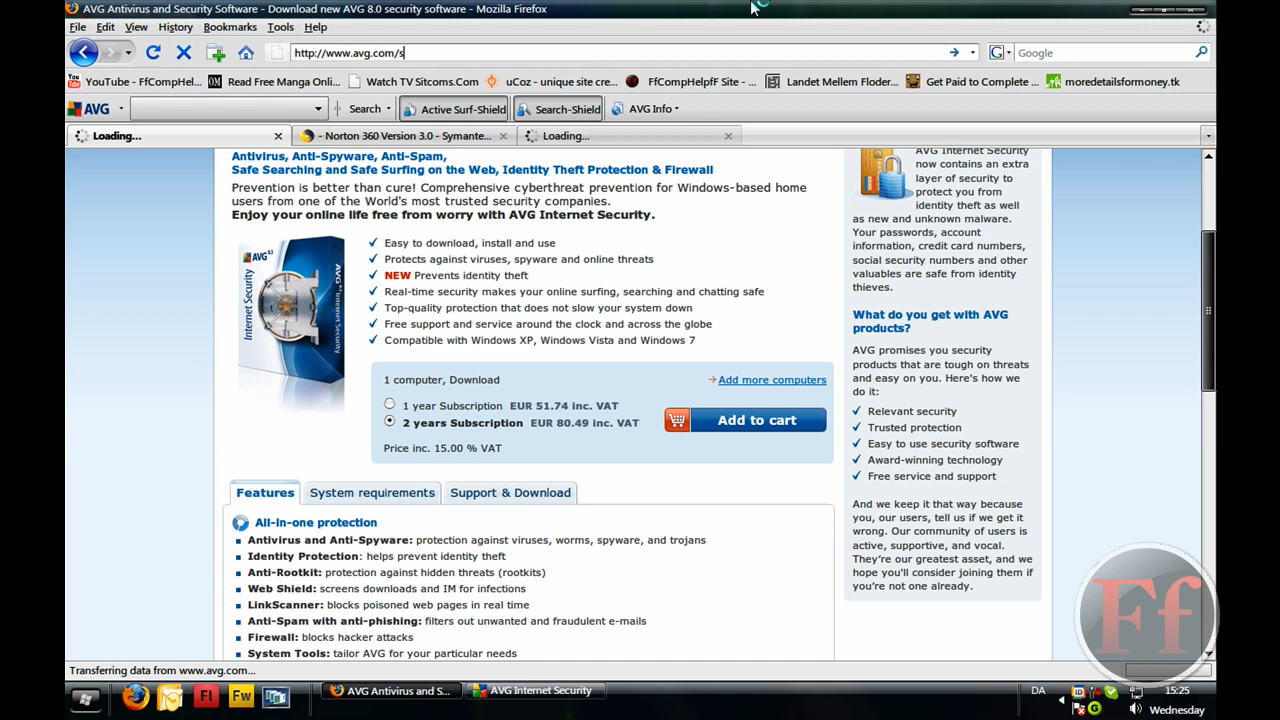 AVG Antivirus and Security Software - Download new AVG 8.0 security software - Mozilla Firefox
File Edit View History Bookmarks Tools Help
http://www.avg.com/s
Google
YouTube - FfCompHel... Read Free Manga Onli... Watch TV Sitcoms.Com uCoz - unique site cre... FfCompHelpff Site - ... Landet Mellem Floder... Get Paid to Complete ... moredetailsformoney.tk
AVG Search Active Surf-Shield Search-Shield AVG Info
Loading... - Norton 360 Version 3.0 - Symante... Loading...
Antivirus, Anti-Spyware, Anti-Spam,
Safe Searching and Safe Surfing on the Web, Identity Theft Protection & Firewall
Prevention is better than cure! Comprehensive cyberthreat prevention for Windows-based home
users from one of the World's most trusted security companies.
Enjoy your online life free from worry with AVG Internet Security.
AVG 8.5
Internet Security
AVG Internet Security
Easy to download, install and use
Protects against viruses, spyware and online threats
NEW Prevents identity theft
Real-time security makes your online surfing, searching and chatting safe
Top-quality protection that does not slow your system down
Free support and service around the clock and across the globe
Compatible with Windows XP, Windows Vista and Windows 7
1 computer, Download
Add more computers
1 year Subscription EUR 51.74 inc. VAT
2 years Subscription EUR 80.49 inc. VAT
Add to cart
Price inc. 15.00 % VAT
Features System requirements Support & Download
All-in-one protection
Antivirus and Anti-Spyware: protection against viruses, worms, spyware, and trojans
Identity Protection: helps prevent identity theft
Anti-Rootkit: protection against hidden threats (rootkits)
Web Shield: screens downloads and IM for infections
LinkScanner: blocks poisoned web pages in real time
Anti-Spam with anti-phishing: filters out unwanted and fraudulent e-mails
Firewall: blocks hacker attacks
System Tools: tailor AVG for your particular needs
AVG Internet Security
now contains an extra
layer of security to
protect you from
identity theft as well
as new and unknown malware.
Your passwords, account
information, credit card numbers,
social security numbers and other
valuables are safe from identity
thieves.
What do you get with AVG
products?
AVG promises you security
products that are tough on threats
and easy on you. Here's how we
do it:
Relevant security
Trusted protection
Easy to use security software
Award-winning technology
Free service and support
And we keep it that way because
you, our users, tell us if we get it
wrong. Our community of users is
active, supportive, and vocal.
They're our greatest asset, and we
hope you'll consider joining them if
you're not one already.
Ff
Transferring data from www.avg.com...
Fl Fw AVG Antivirus and S... AVG Internet Security DA 15:25
Wednesday